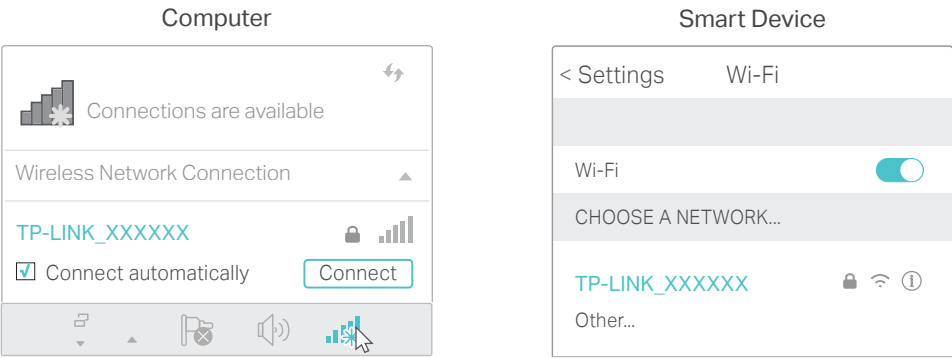 Computer
Connections are available
Wireless Network Connection
TP-LINK_XXXXXX
Connect automatically
Connect
Smart Device
< Settings
Wi-Fi
Wi-Fi
CHOOSE A NETWORK...
TP-LINK_XXXXXX
Other...